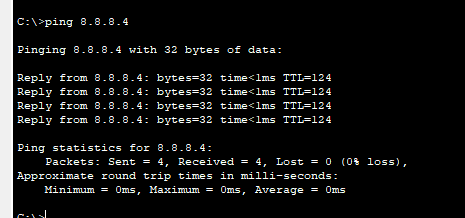 C:\>ping 8.8.8.4
Pinging 8.8.8.4 with 32 bytes of data:
Reply from 8.8.8.4: bytes=32 time<1ms TTL=124
Reply from 8.8.8.4: bytes=32 time<1ms TTL=124
Reply from 8.8.8.4: bytes=32 time<1ms TTL=124
Reply from 8.8.8.4: bytes=32 time<1ms TTL=124
Ping statistics for 8.8.8.4:
Packets: Sent = 4, Received = 4, Lost = 0 (0% loss),
Approximate round trip times in milli-seconds:
Minimum = 0ms, Maximum = 0ms, Average = 0ms
C:\>